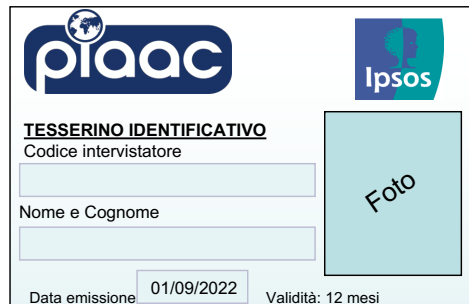 piaac
Ipsos
TESSERINO IDENTIFICATIVO
Codice intervistatore
Foto
Nome e Cognome
Data emissione 01/09/2022 Validità: 12 mesi